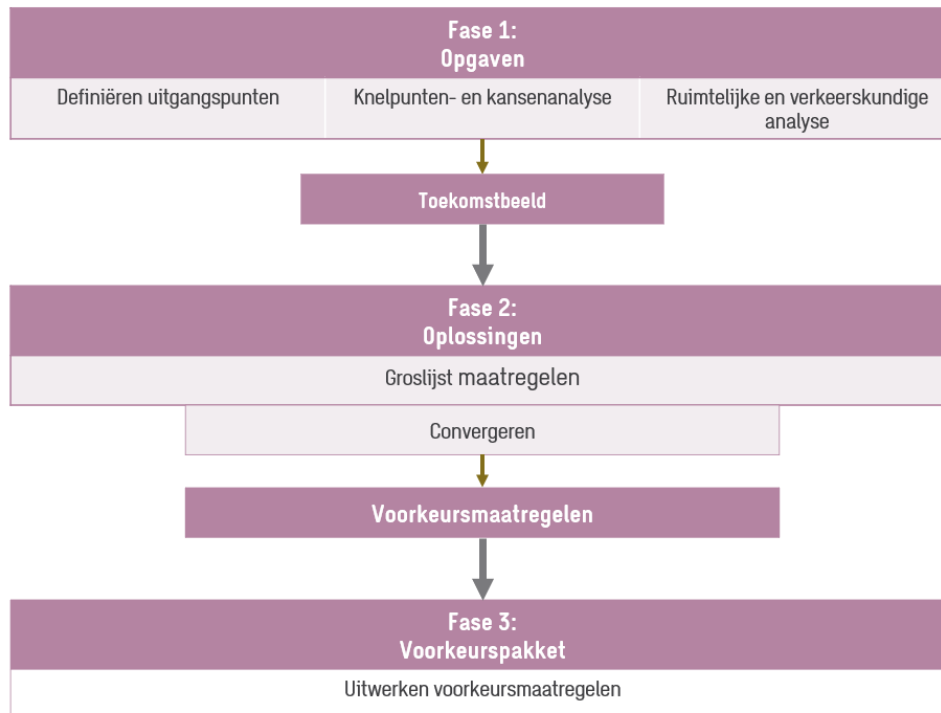 Fase 1:
Opgaven
Definiëren uitgangspunten
Knelpunten- en kansenanalyse
Ruimtelijke en verkeerskundige
analyse
Toekomstbeeld
Fase 2:
Oplossingen
Groslijst maatregelen
Convergeren
Voorkeursmaatregelen
Fase 3:
Voorkeurspakket
Uitwerken voorkeursmaatregelen